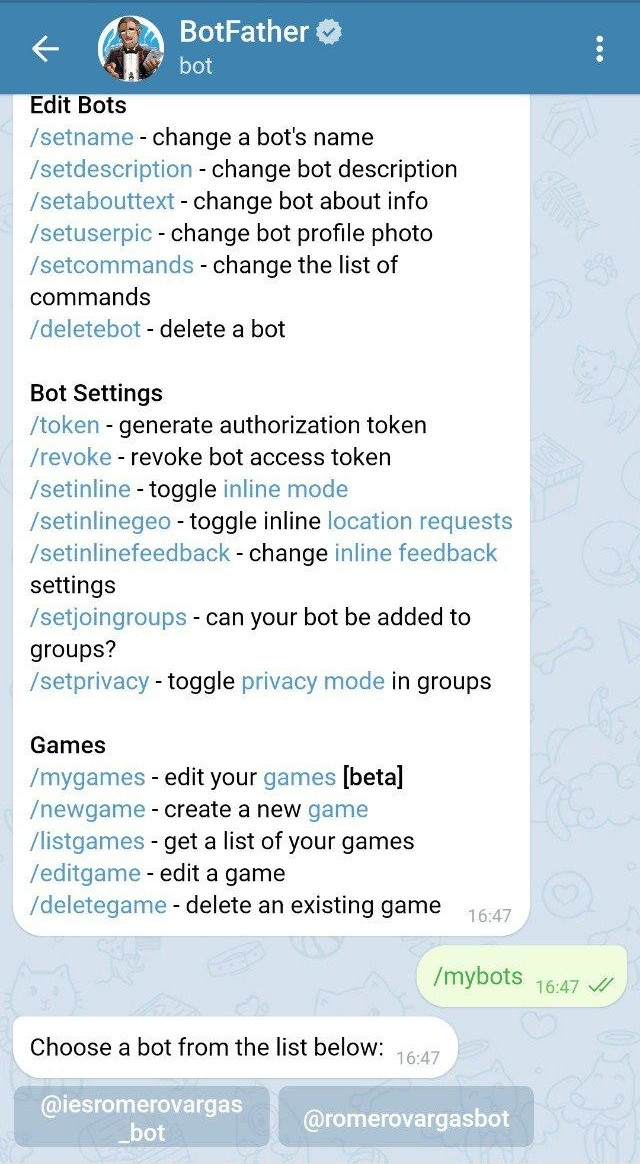 BotFather
bot
Edit Bots
/setname - change a bot's name
/setdescription - change bot description
/setabouttext - change bot about info
/setuserpic - change bot profile photo
/setcommands - change the list of
commands
/deletebot - delete a bot
Bot Settings
/token - generate authorization token
/revoke - revoke bot access token
/setinline - toggle inline mode
/setinlinegeo - toggle inline location requests
/setinlinefeedback - change inline feedback
settings
/setjoingroups - can your bot be added to
groups?
/setprivacy - toggle privacy mode in groups
Games
/mygames - edit your games [beta]
/newgame - create a new game
/listgames - get a list of your games
/editgame - edit a game
/deletegame - delete an existing game 16:47
/mybots 16:47
Choose a bot from the list below: 16:47
@iesromerovargas
_bot
@romerovargasbot